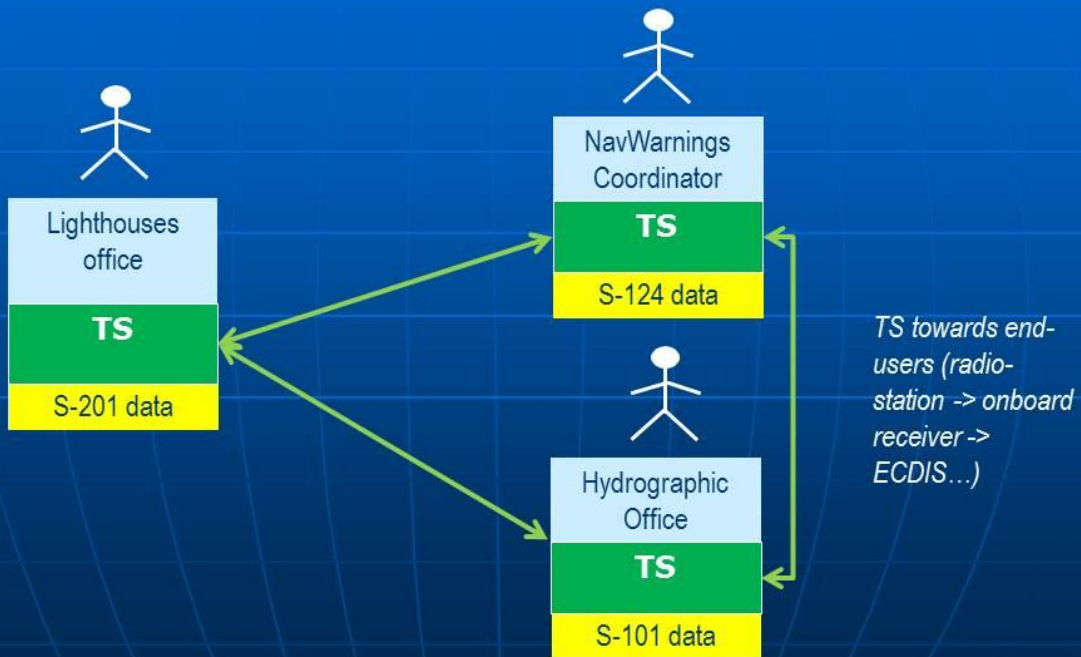 Lighthouses
office
TS
S-201 data
NavWarnings
Coordinator
TS
S-124 data
Hydrographic
Office
TS
S-101 data
TS towards end-
users (radio-
station -> onboard
receiver ->
ECDIS…)